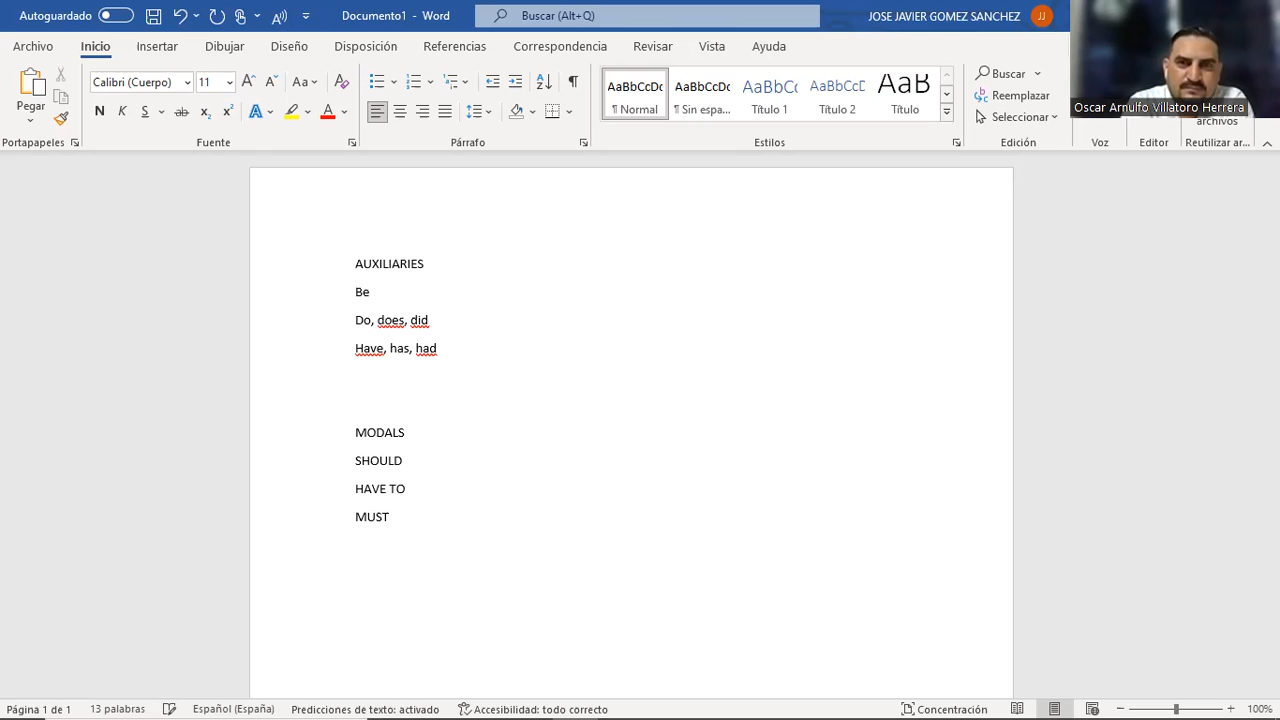 Autoguardado
Documento1 - Word
Buscar (Alt+Q)
JOSE JAVIER GOMEZ SANCHEZ
JJ
Archivo Inicio Insertar Dibujar Diseño Disposición Referencias Correspondencia Revisar Vista Ayuda
Pegar
Calibri (Cuerpo) 11
AaBbCcDc AaBbCcDc AaBbCc AaBbCcD AaB
¶ Normal ¶ Sin espa... Título 1 Título 2 Título
Buscar
Reemplazar
Seleccionar
Oscar Arnulfo Villatoro Herrera
archivos
Portapapeles Fuente Párrafo Estilos Edición Voz Editor Reutilizar ar...
AUXILIARIES
Be
Do, does, did
Have, has, had
MODALS
SHOULD
HAVE TO
MUST
Página 1 de 1 13 palabras Español (España) Predicciones de texto: activado Accesibilidad: todo correcto Concentración 100%